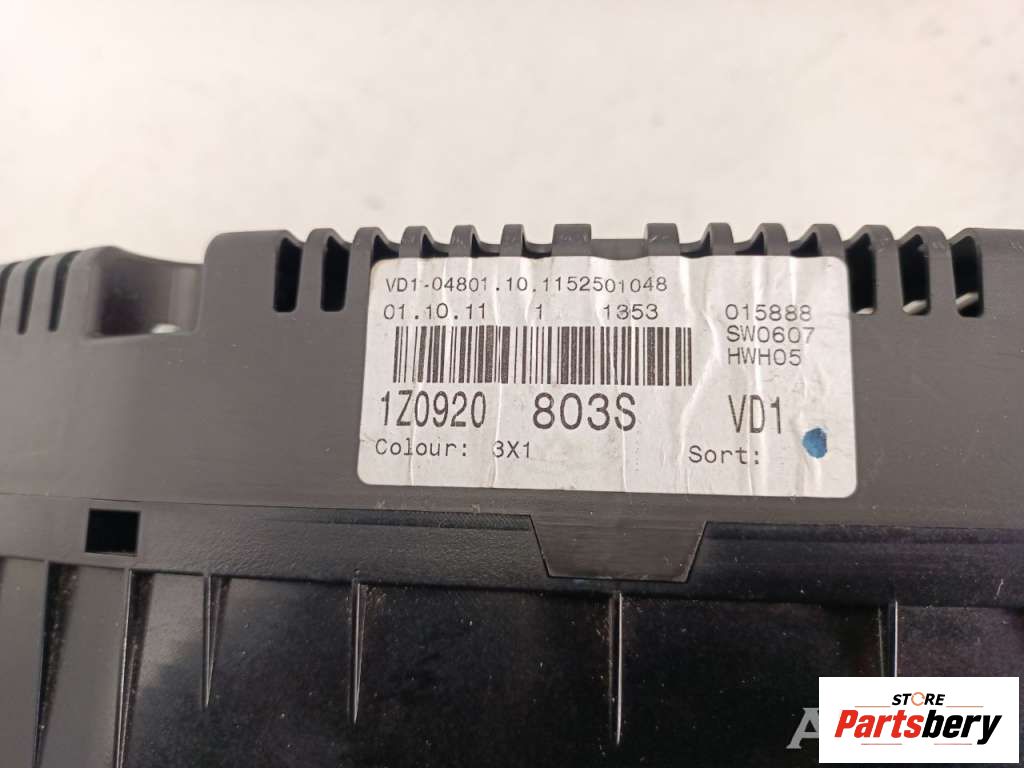 VD1-04801.10.1152501048
01.10.11 1 1353 015888
SW0607
HWH05
1Z0920 803S VD1
Colour: 3X1 Sort:
STORE
Partsbery